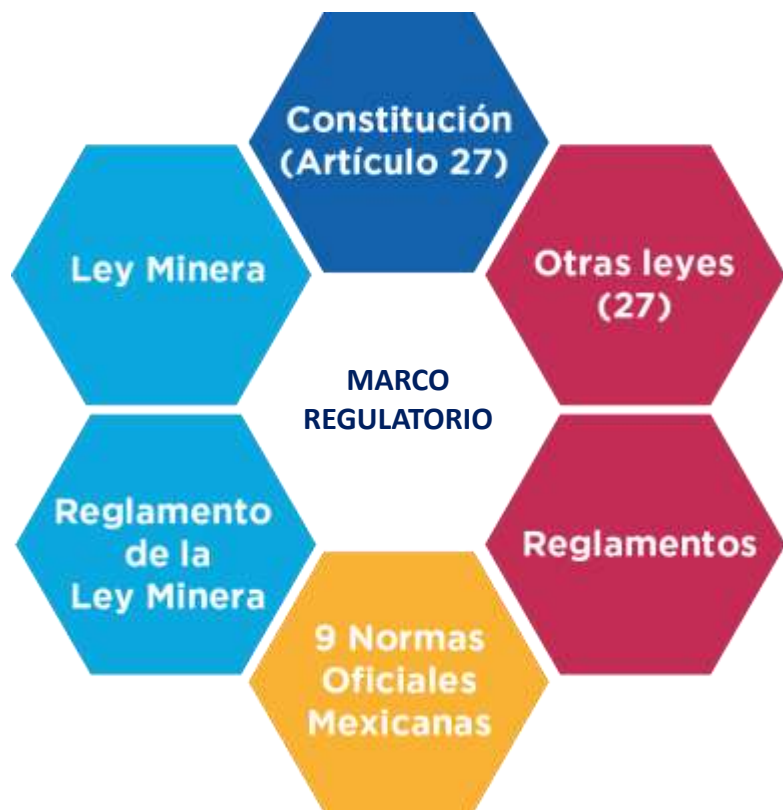 Constitución
(Artículo 27)
Ley Minera
Otras leyes
(27)
MARCO
REGULATORIO
Reglamento
de la
Ley Minera
Reglamentos
9 Normas
Oficiales
Mexicanas